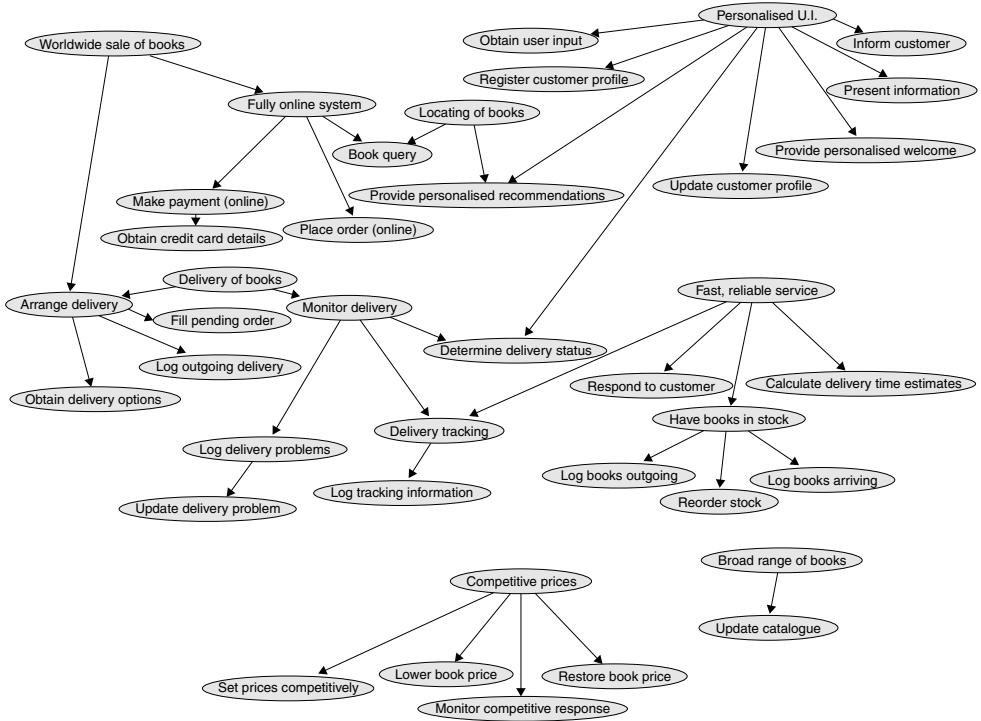 Personalised U.I.
Worldwide sale of books
Obtain user input
Inform customer
Register customer profile
Present information
Fully online system
Locating of books
Book query
Provide personalised welcome
Update customer profile
Provide personalised recommendations
Make payment (online)
Place order (online)
Obtain credit card details
Delivery of books
Fast, reliable service
Arrange delivery
Monitor delivery
Fill pending order
Determine delivery status
Log outgoing delivery
Respond to customer
Calculate delivery time estimates
Obtain delivery options
Have books in stock
Delivery tracking
Log delivery problems
Log books outgoing
Log books arriving
Log tracking information
Reorder stock
Update delivery problem
Broad range of books
Competitive prices
Update catalogue
Lower book price
Restore book price
Set prices competitively
Monitor competitive response